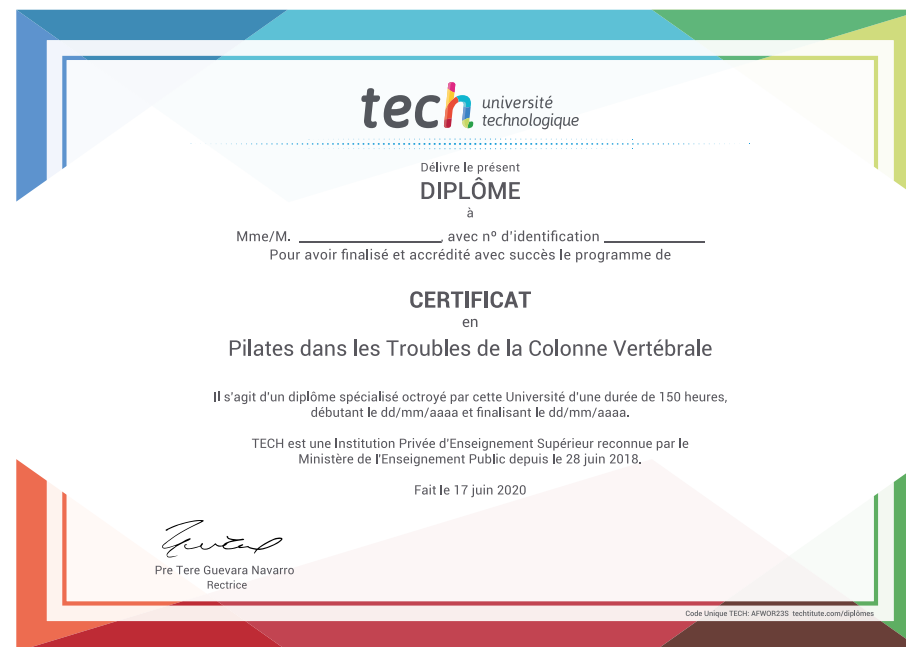 tech université
technologique
Délivre le présent
DIPLÔME
à
Mme/M. ____________________, avec nº d'identification ______________
Pour avoir finalisé et accrédité avec succès le programme de
CERTIFICAT
en
Pilates dans les Troubles de la Colonne Vertébrale
Il s'agit d'un diplôme spécialisé octroyé par cette Université d'une durée de 150 heures,
débutant le dd/mm/aaaa et finalisant le dd/mm/aaaa.
TECH est une Institution Privée d'Enseignement Supérieur reconnue par le
Ministère de l'Enseignement Public depuis le 28 juin 2018.
Fait le 17 juin 2020
Pre Tere Guevara Navarro
Rectrice
Code Unique TECH: AFWOR23S techtitute.com/diplômes